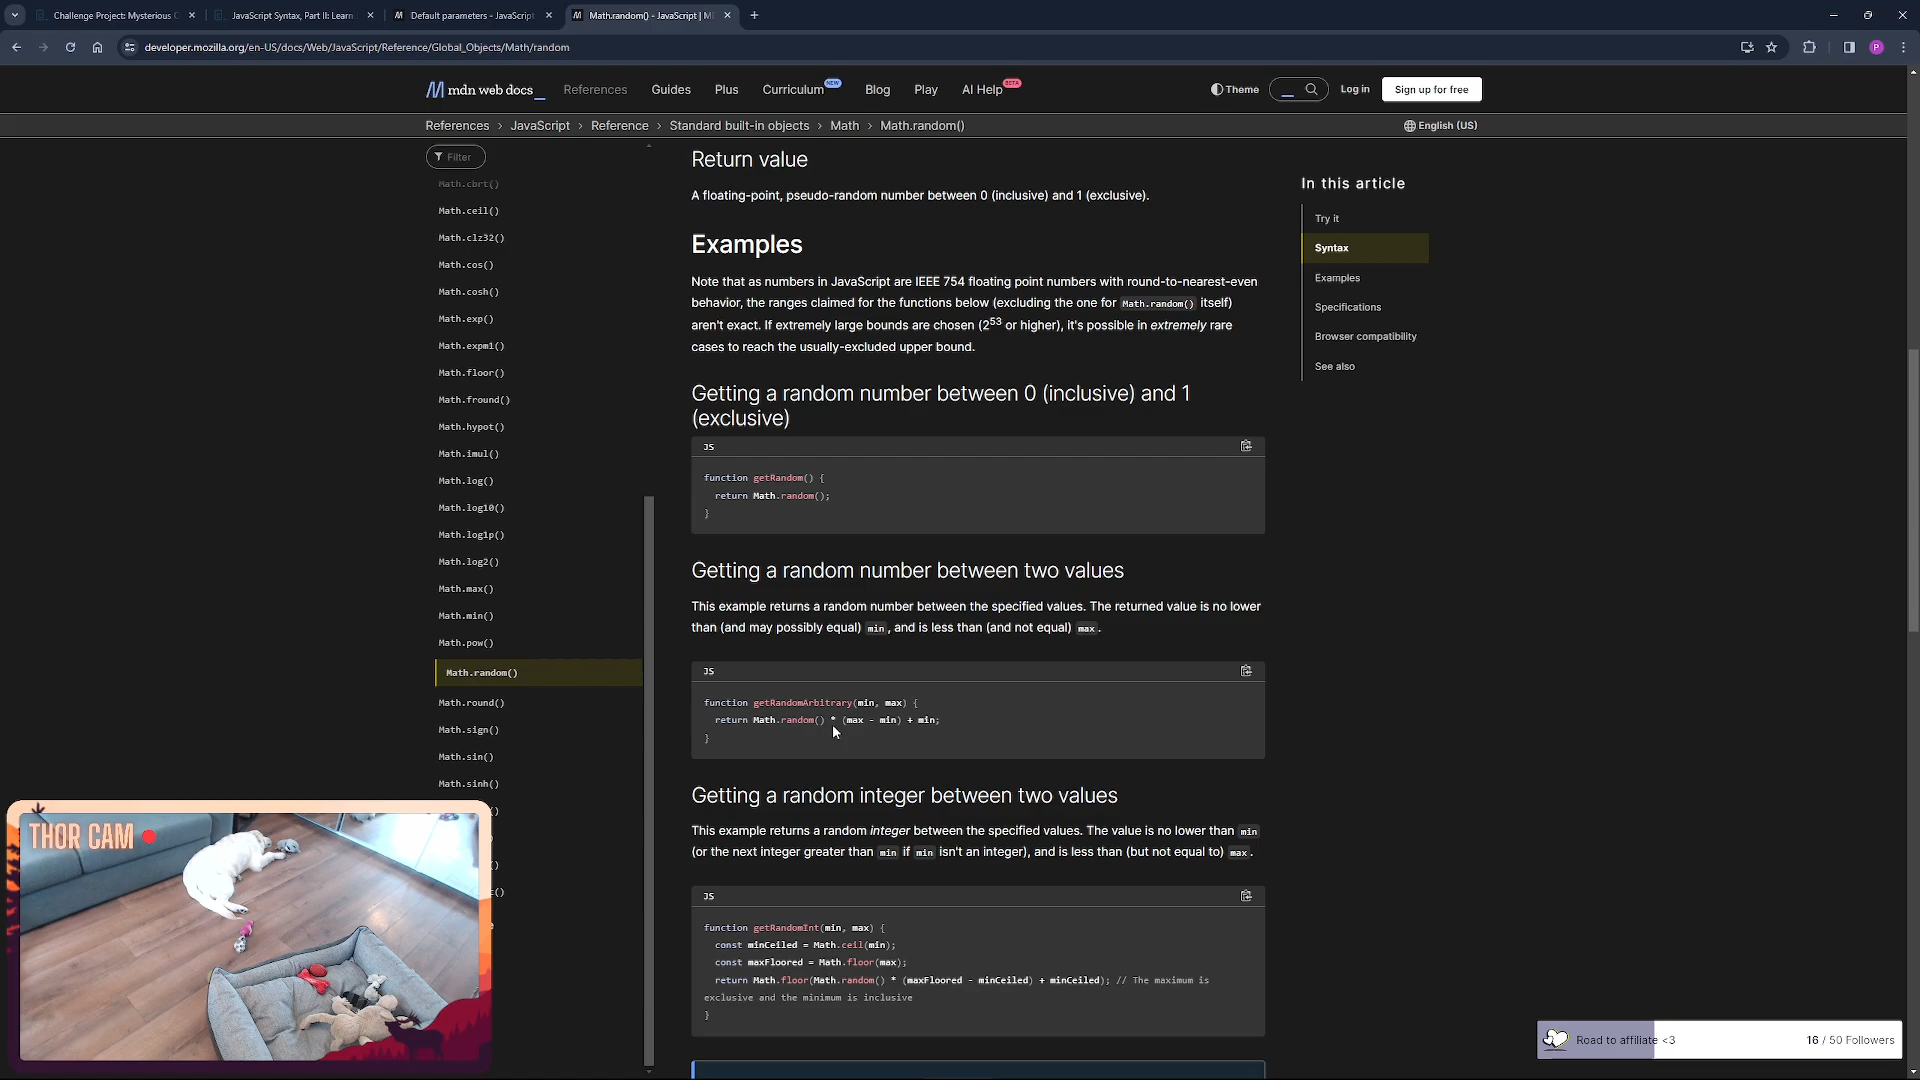 Challenge Project: Mysterious
JavaScript Syntax, Part II: Learn
Default parameters - JavaScript
Math.random() - JavaScript | M
developer.mozilla.org/en-US/docs/Web/JavaScript/Reference/Global_Objects/Math/random
P
mdn web docs_
References
Guides
Plus
Curriculum NEW
Blog
Play
AI Help BETA
Theme
Log in
Sign up for free
References > JavaScript > Reference > Standard built-in objects > Math > Math.random()
English (US)
Filter
Math.cbrt()
Math.ceil()
Math.clz32()
Math.cos()
Math.cosh()
Math.exp()
Math.expm1()
Math.floor()
Math.fround()
Math.hypot()
Math.imul()
Math.log()
Math.log10()
Math.log1p()
Math.log2()
Math.max()
Math.min()
Math.pow()
Math.random()
Math.round()
Math.sign()
Math.sin()
Math.sinh()
Return value
A floating-point, pseudo-random number between 0 (inclusive) and 1 (exclusive).
Examples
Note that as numbers in JavaScript are IEEE 754 floating point numbers with round-to-nearest-even
behavior, the ranges claimed for the functions below (excluding the one for Math.random() itself)
aren't exact. If extremely large bounds are chosen (2^53 or higher), it's possible in extremely rare
cases to reach the usually-excluded upper bound.
Getting a random number between 0 (inclusive) and 1
(exclusive)
JS
function getRandom() {
return Math.random();
}
Getting a random number between two values
This example returns a random number between the specified values. The returned value is no lower
than (and may possibly equal) min, and is less than (and not equal) max.
JS
function getRandomArbitrary(min, max) {
return Math.random() * (max - min) + min;
}
Getting a random integer between two values
This example returns a random integer between the specified values. The value is no lower than min
(or the next integer greater than min if min isn't an integer), and is less than (but not equal to) max.
JS
function getRandomInt(min, max) {
const minCeiled = Math.ceil(min);
const maxFloored = Math.floor(max);
return Math.floor(Math.random() * (maxFloored - minCeiled) + minCeiled); // The maximum is
exclusive and the minimum is inclusive
}
In this article
Try it
Syntax
Examples
Specifications
Browser compatibility
See also
THOR CAM
Road to affiliate <3
16 / 50 Followers